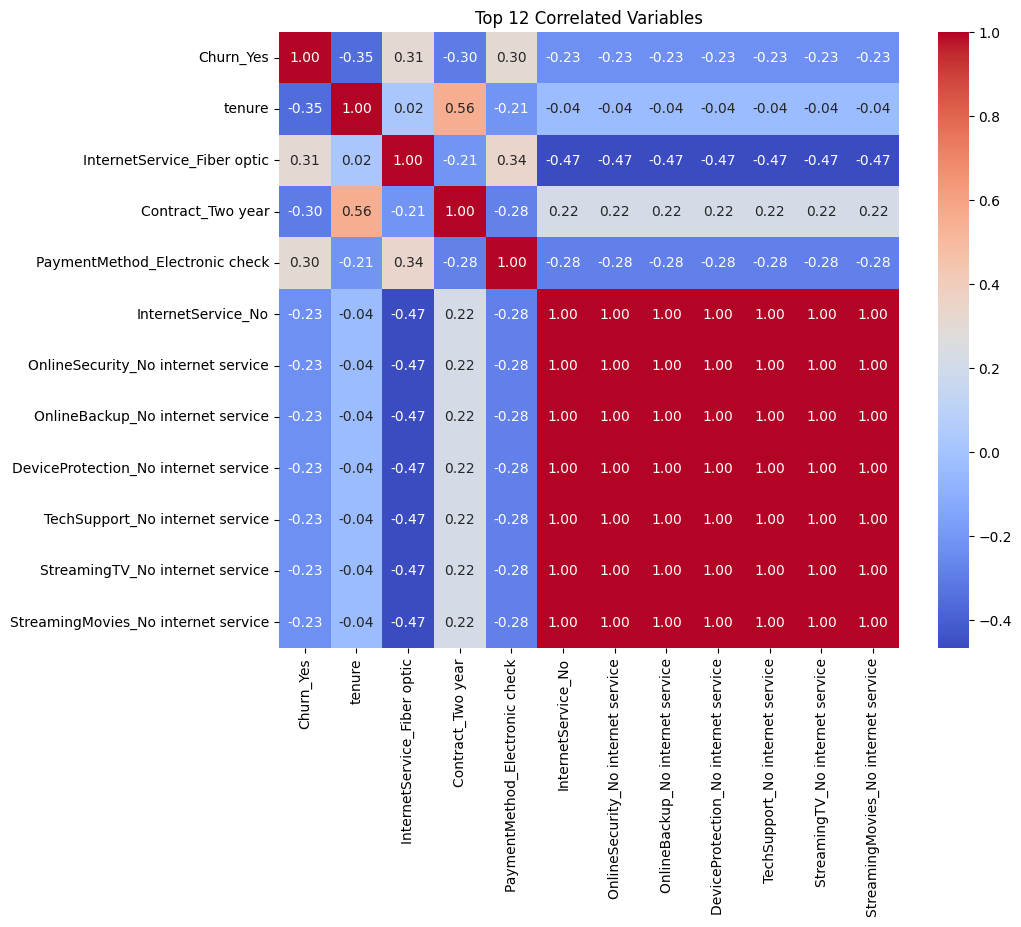 Top 12 Correlated Variables
Churn_Yes 1.00 -0.35 0.31 -0.30 0.30 -0.23 -0.23 -0.23 -0.23 -0.23 -0.23 -0.23
tenure -0.35 1.00 0.02 0.56 -0.21 -0.04 -0.04 -0.04 -0.04 -0.04 -0.04 -0.04
InternetService_Fiber optic 0.31 0.02 1.00 -0.21 0.34 -0.47 -0.47 -0.47 -0.47 -0.47 -0.47 -0.47
Contract_Two year -0.30 0.56 -0.21 1.00 -0.28 0.22 0.22 0.22 0.22 0.22 0.22 0.22
PaymentMethod_Electronic check 0.30 -0.21 0.34 -0.28 1.00 -0.28 -0.28 -0.28 -0.28 -0.28 -0.28 -0.28
InternetService_No -0.23 -0.04 -0.47 0.22 -0.28 1.00 1.00 1.00 1.00 1.00 1.00 1.00
OnlineSecurity_No internet service -0.23 -0.04 -0.47 0.22 -0.28 1.00 1.00 1.00 1.00 1.00 1.00 1.00
OnlineBackup_No internet service -0.23 -0.04 -0.47 0.22 -0.28 1.00 1.00 1.00 1.00 1.00 1.00 1.00
DeviceProtection_No internet service -0.23 -0.04 -0.47 0.22 -0.28 1.00 1.00 1.00 1.00 1.00 1.00 1.00
TechSupport_No internet service -0.23 -0.04 -0.47 0.22 -0.28 1.00 1.00 1.00 1.00 1.00 1.00 1.00
StreamingTV_No internet service -0.23 -0.04 -0.47 0.22 -0.28 1.00 1.00 1.00 1.00 1.00 1.00 1.00
StreamingMovies_No internet service -0.23 -0.04 -0.47 0.22 -0.28 1.00 1.00 1.00 1.00 1.00 1.00 1.00
Churn_Yes
tenure
InternetService_Fiber optic
Contract_Two year
PaymentMethod_Electronic check
InternetService_No
OnlineSecurity_No internet service
OnlineBackup_No internet service
DeviceProtection_No internet service
TechSupport_No internet service
StreamingTV_No internet service
StreamingMovies_No internet service
1.0
0.8
0.6
0.4
0.2
0.0
−0.2
−0.4